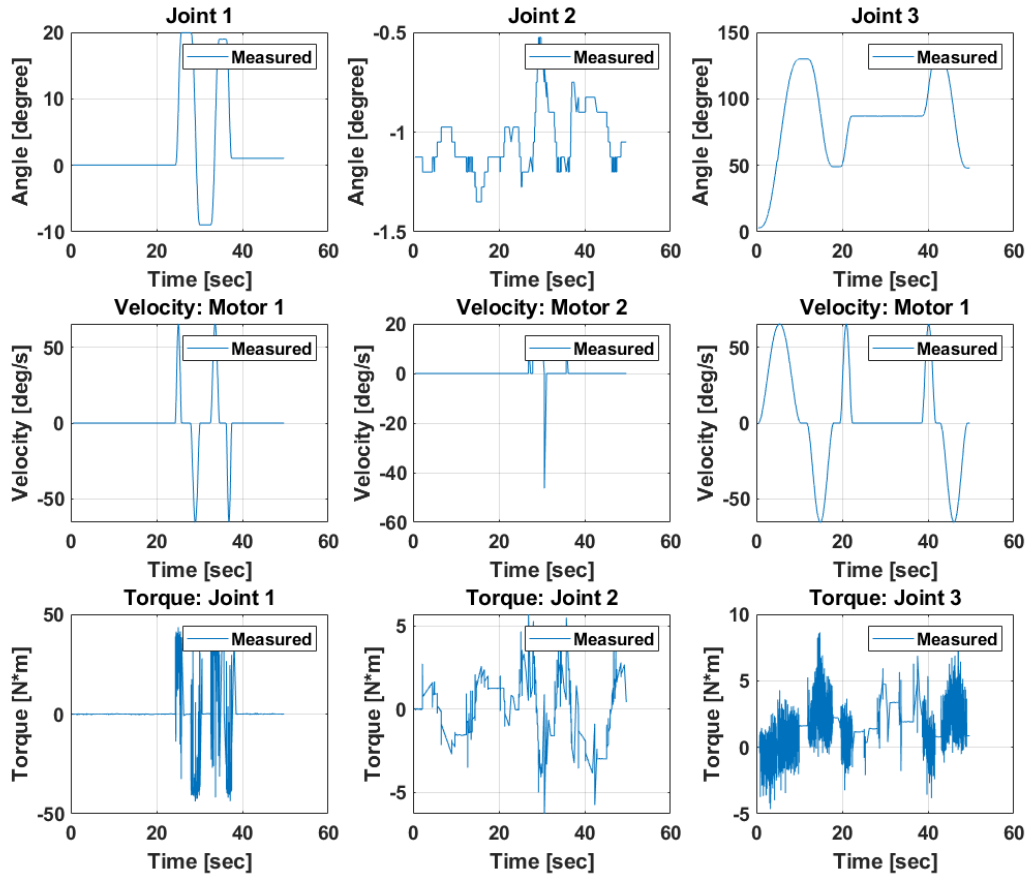 Joint 1
Angle [degree]
20
10
0
-10
Measured
0 20 40 60
Time [sec]
Joint 2
Angle [degree]
-0.5
-1
-1.5
Measured
0 20 40 60
Time [sec]
Joint 3
Angle [degree]
150
100
50
0
Measured
0 20 40 60
Time [sec]
Velocity: Motor 1
Velocity [deg/s]
50
0
-50
Measured
0 20 40 60
Time [sec]
Velocity: Motor 2
Velocity [deg/s]
20
0
-20
-40
-60
Measured
0 20 40 60
Time [sec]
Velocity: Motor 1
Velocity [deg/s]
50
0
-50
Measured
0 20 40 60
Time [sec]
Torque: Joint 1
Torque [N*m]
50
0
-50
Measured
0 20 40 60
Time [sec]
Torque: Joint 2
Torque [N*m]
5
0
-5
Measured
0 20 40 60
Time [sec]
Torque: Joint 3
Torque [N*m]
10
5
0
-5
Measured
0 20 40 60
Time [sec]